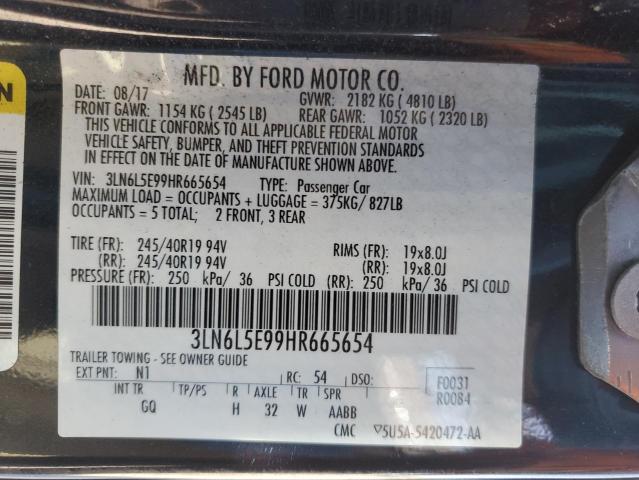 MFD. BY FORD MOTOR CO.
DATE: 08/17 GVWR: 2182 KG ( 4810 LB)
FRONT GAWR: 1154 KG ( 2545 LB) REAR GAWR: 1052 KG ( 2320 LB)
THIS VEHICLE CONFORMS TO ALL APPLICABLE FEDERAL MOTOR
VEHICLE SAFETY, BUMPER, AND THEFT PREVENTION STANDARDS
IN EFFECT ON THE DATE OF MANUFACTURE SHOWN ABOVE.
VIN: 3LN6L5E99HR665654 TYPE: Passenger Car
MAXIMUM LOAD = OCCUPANTS + LUGGAGE = 375KG/ 827LB
OCCUPANTS = 5 TOTAL; 2 FRONT, 3 REAR
TIRE (FR): 245/40R19 94V RIMS (FR): 19x8.0J
(RR): 245/40R19 94V (RR): 19x8.0J
PRESSURE (FR): 250 kPa/ 36 PSI COLD (RR): 250 kPa/ 36 PSI COLD
3LN6L5E99HR665654
TRAILER TOWING - SEE OWNER GUIDE
EXT PNT: N1 RC: 54 DSO: F0031
R0084
INT TR TP/PS R AXLE TR SPR
GQ H 32 W AABB
CMC ▽5U5A-5420472-AA